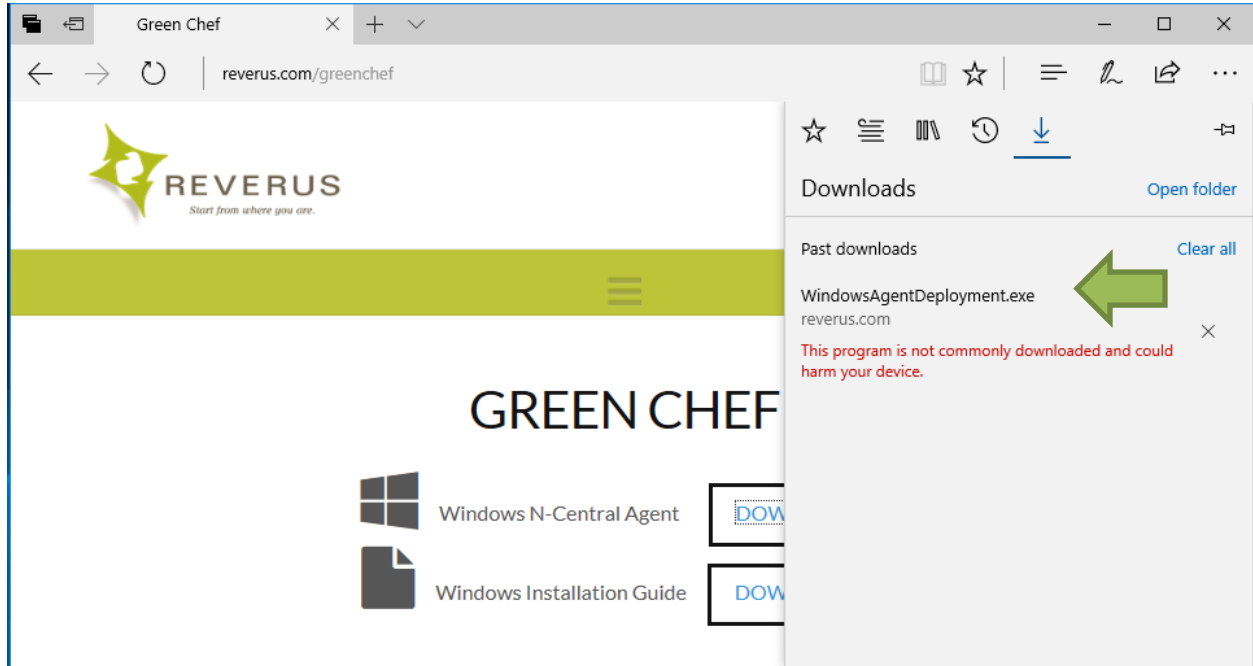 Green Chef
reverus.com/greenchef
REVERUS
Start from where you are.
Downloads
Open folder
Past downloads
Clear all
WindowsAgentDeployment.exe
reverus.com
This program is not commonly downloaded and could
harm your device.
GREEN CHEF
Windows N-Central Agent
DOW
Windows Installation Guide
DOW